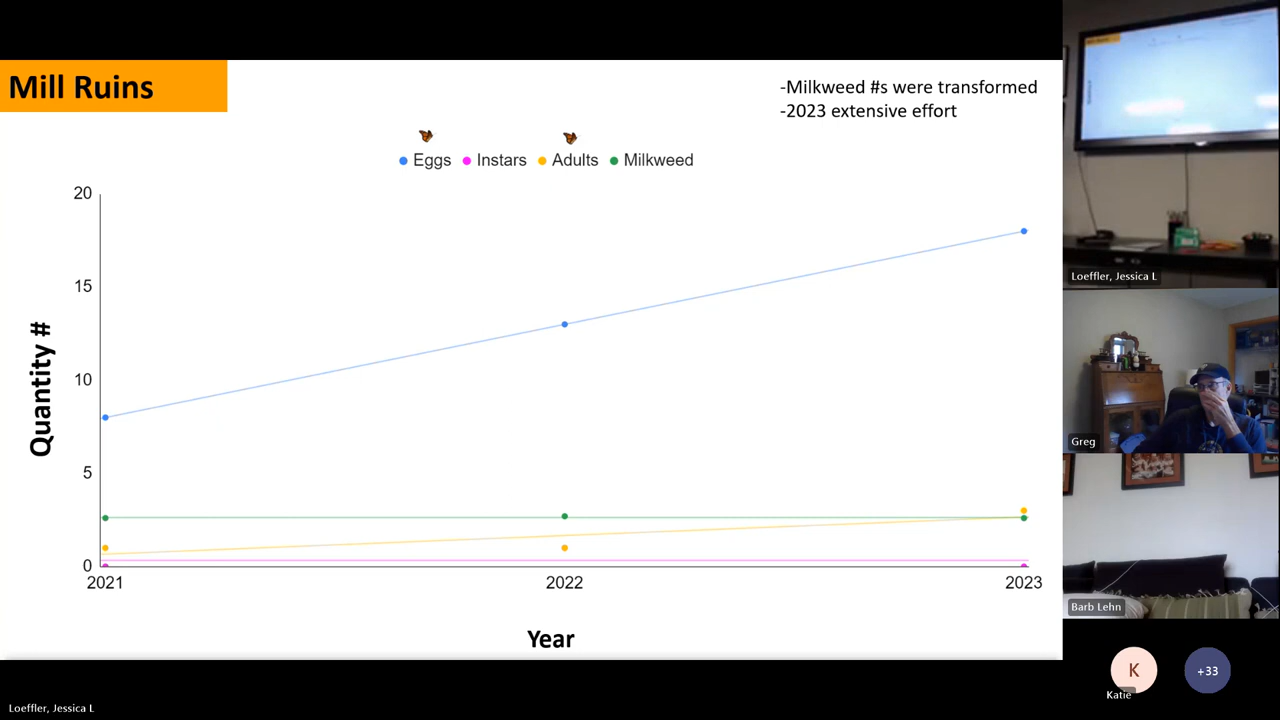 Mill Ruins
-Milkweed #s were transformed
-2023 extensive effort
Eggs Instars Adults Milkweed
20
15
10
5
0
Quantity #
2021 2022 2023
Year
Loeffler, Jessica L
Greg
Barb Lehn
K
Katie
+33
Loeffler, Jessica L